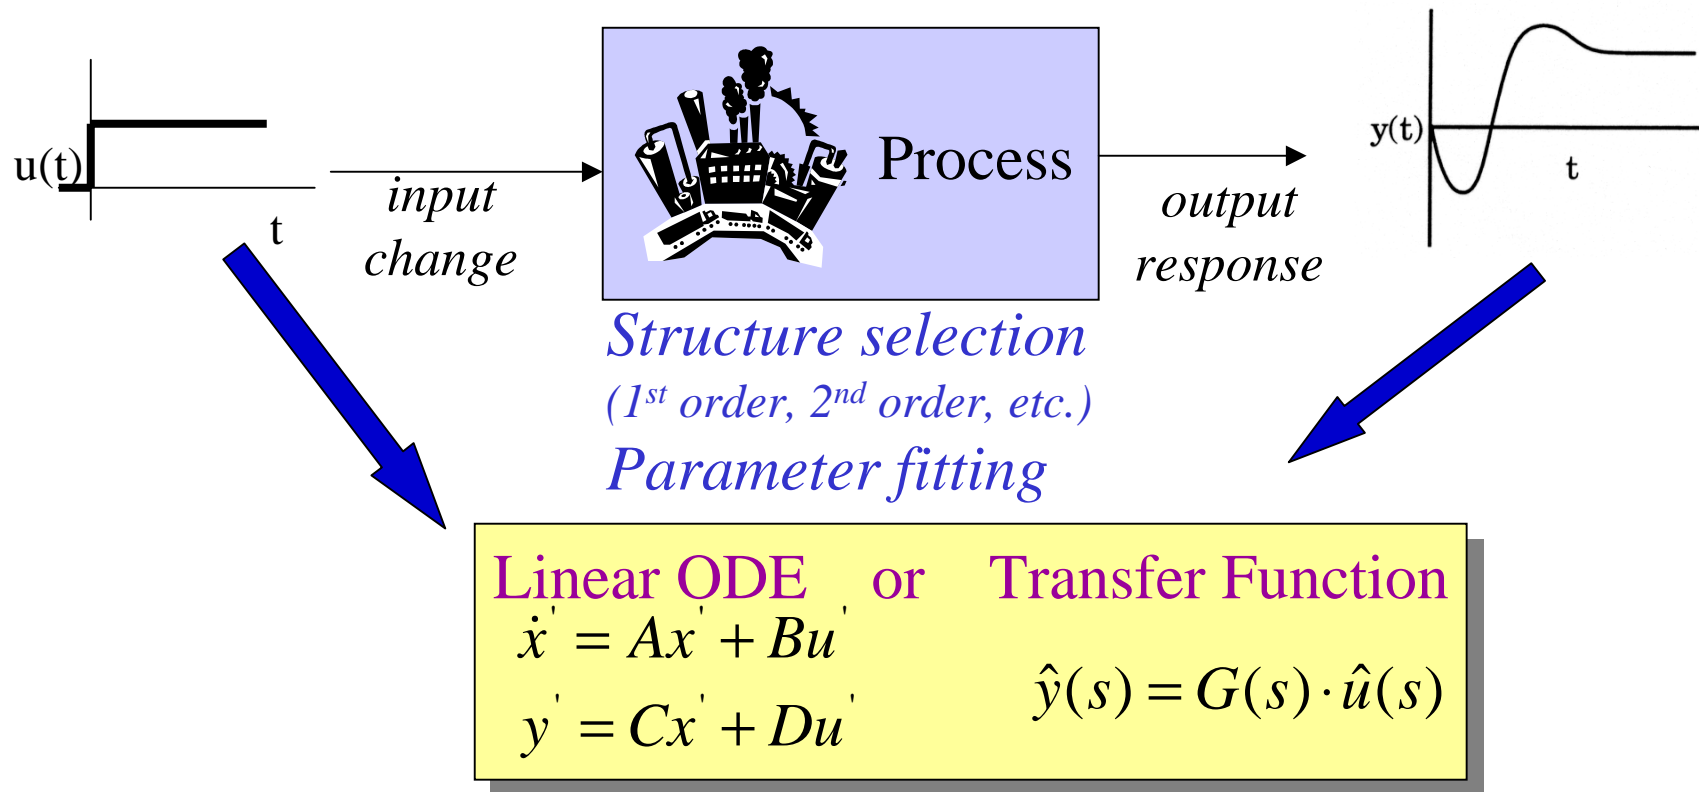 u(t)
t
input
change
Process
output
response
y(t)
t
Structure selection
(1st order, 2nd order, etc.)
Parameter fitting
Linear ODE or Transfer Function
ẋ' = Ax' + Bu'
y' = Cx' + Du'
ŷ(s) = G(s) · û(s)